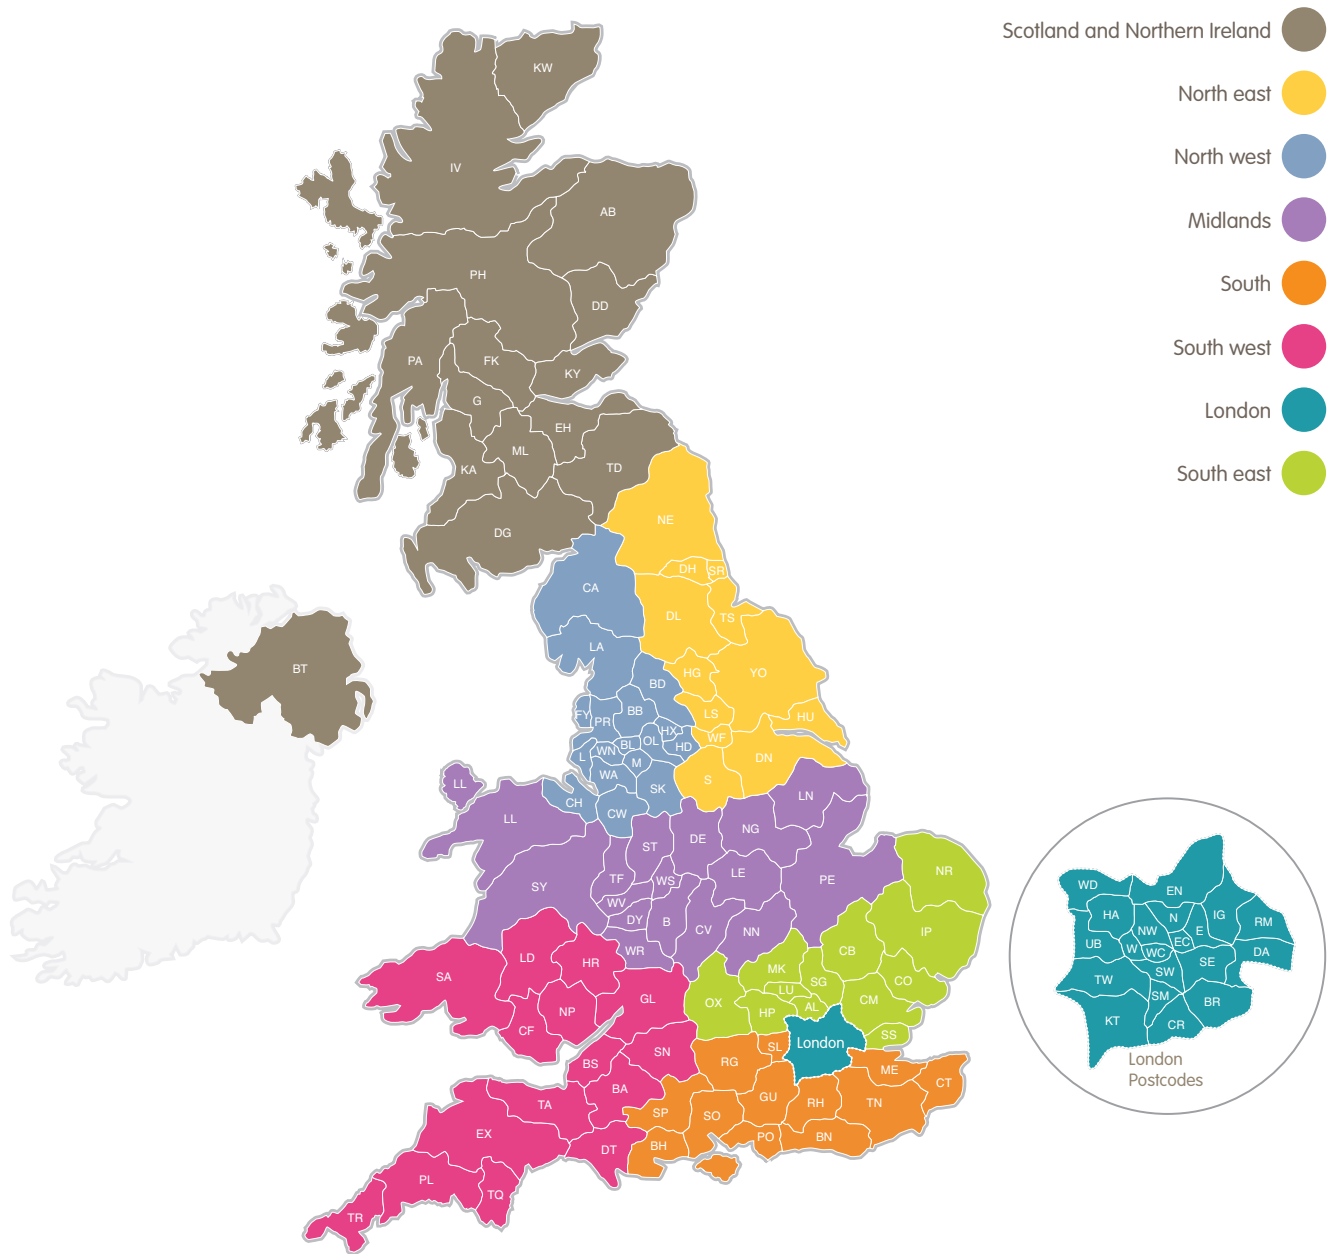 Scotland and Northern Ireland
North east
North west
Midlands
South
South west
London
South east
KW
IV
AB
PH
DD
PA
FK
KY
G
EH
ML
KA
TD
DG
NE
DH
SR
CA
DL
TS
LA
BT
HG
YO
BD
FY
PR
BB
LS
HU
HX
OL
WF
HD
L
WN
BL
M
DN
WA
S
SK
LL
CH
CW
LN
LL
ST
DE
NG
TF
WS
LE
PE
NR
SY
WV
DY
B
CV
NN
IP
WR
CB
LD
HR
SA
MK
SG
CO
LU
GL
OX
HP
AL
CM
NP
CF
SS
London
SN
SL
BS
RG
ME
CT
BA
GU
RH
TN
TA
SP
SO
EX
PO
BN
DT
BH
PL
TQ
TR
WD
EN
HA
N
IG
RM
NW
E
UB
W
WC
EC
DA
TW
SW
SE
SM
BR
KT
CR
London
Postcodes